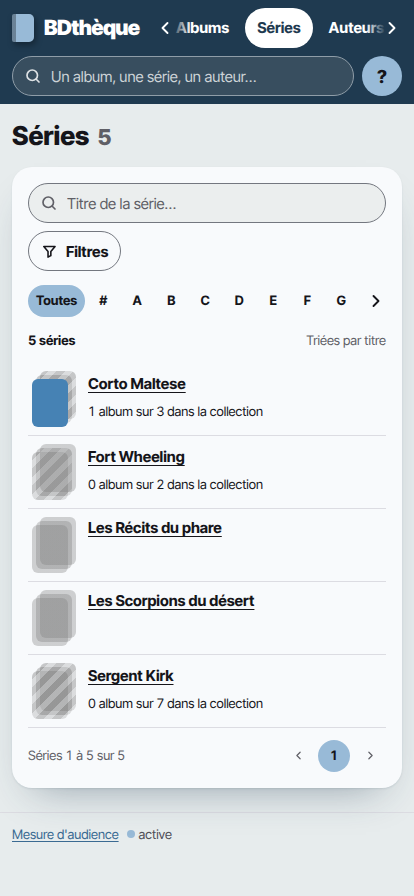 BDthèque
Albums Séries Auteurs
Un album, une série, un auteur...
?
Séries 5
Titre de la série...
Filtres
Toutes # A B C D E F G
5 séries Triées par titre
Corto Maltese
1 album sur 3 dans la collection
Fort Wheeling
0 album sur 2 dans la collection
Les Récits du phare
Les Scorpions du désert
Sergent Kirk
0 album sur 7 dans la collection
Séries 1 à 5 sur 5 1
Mesure d'audience active